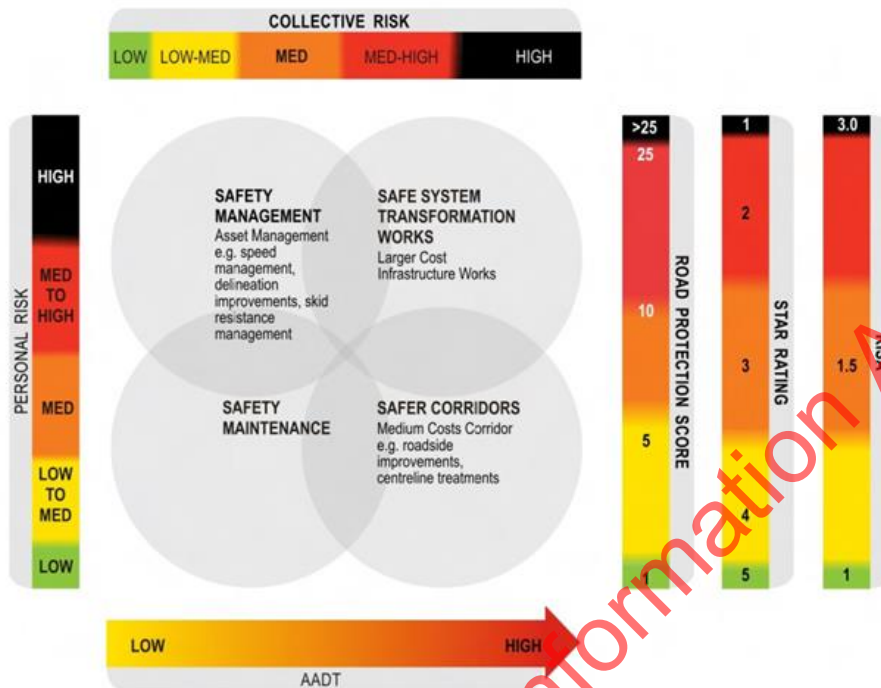 COLLECTIVE RISK
LOW LOW-MED MED MED-HIGH HIGH
PERSONAL RISK
HIGH
MED
TO
HIGH
MED
LOW
TO
MED
LOW
SAFETY
MANAGEMENT
Asset Management
e.g. speed
management,
delineation
improvements, skid
resistance
management
SAFE SYSTEM
TRANSFORMATION
WORKS
Larger Cost
Infrastructure Works
SAFETY
MAINTENANCE
SAFER CORRIDORS
Medium Costs Corridor
e.g. roadside
improvements,
centreline treatments
>25
25
10
5
1
ROAD PROTECTION SCORE
1
2
3
4
5
STAR RATING
3.0
1.5
1
LOW HIGH
AADT
nformation A